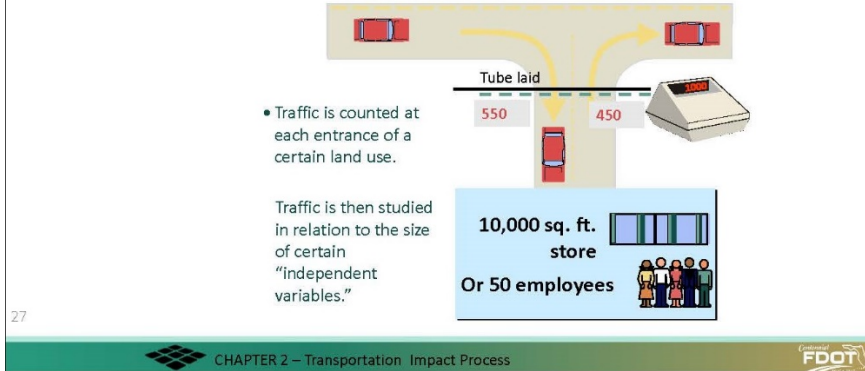 1000
Tube laid
550
450
• Traffic is counted at
each entrance of a
certain land use.
Traffic is then studied
in relation to the size
of certain
“independent
variables.”
10,000 sq. ft.
store
Or 50 employees
27
CHAPTER 2 – Transportation Impact Process
Centennial
FDOT